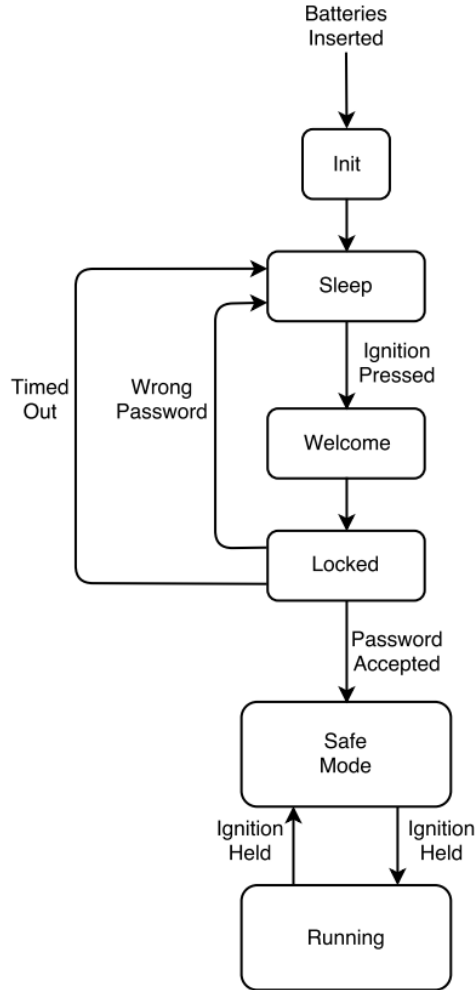 Batteries
Inserted
Init
Sleep
Ignition
Pressed
Timed
Out
Wrong
Password
Welcome
Locked
Password
Accepted
Safe
Mode
Ignition
Held
Ignition
Held
Running